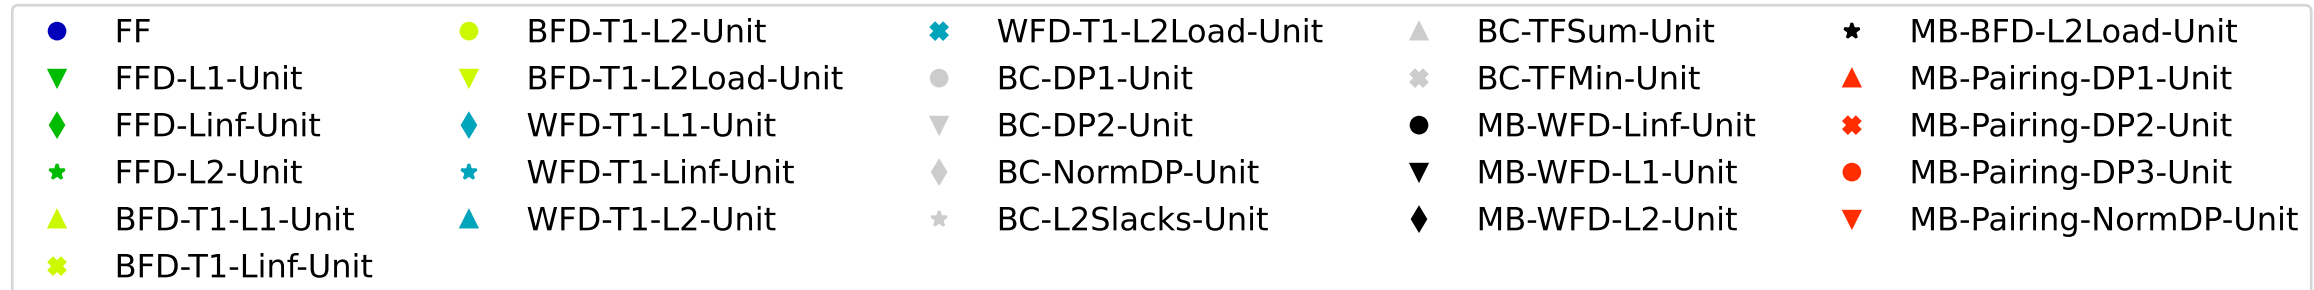 FF
FFD-L1-Unit
FFD-Linf-Unit
FFD-L2-Unit
BFD-T1-L1-Unit
BFD-T1-Linf-Unit
BFD-T1-L2-Unit
BFD-T1-L2Load-Unit
WFD-T1-L1-Unit
WFD-T1-Linf-Unit
WFD-T1-L2-Unit
WFD-T1-L2Load-Unit
BC-DP1-Unit
BC-DP2-Unit
BC-NormDP-Unit
BC-L2Slacks-Unit
BC-TFSum-Unit
BC-TFMin-Unit
MB-WFD-Linf-Unit
MB-WFD-L1-Unit
MB-WFD-L2-Unit
MB-BFD-L2Load-Unit
MB-Pairing-DP1-Unit
MB-Pairing-DP2-Unit
MB-Pairing-DP3-Unit
MB-Pairing-NormDP-Unit